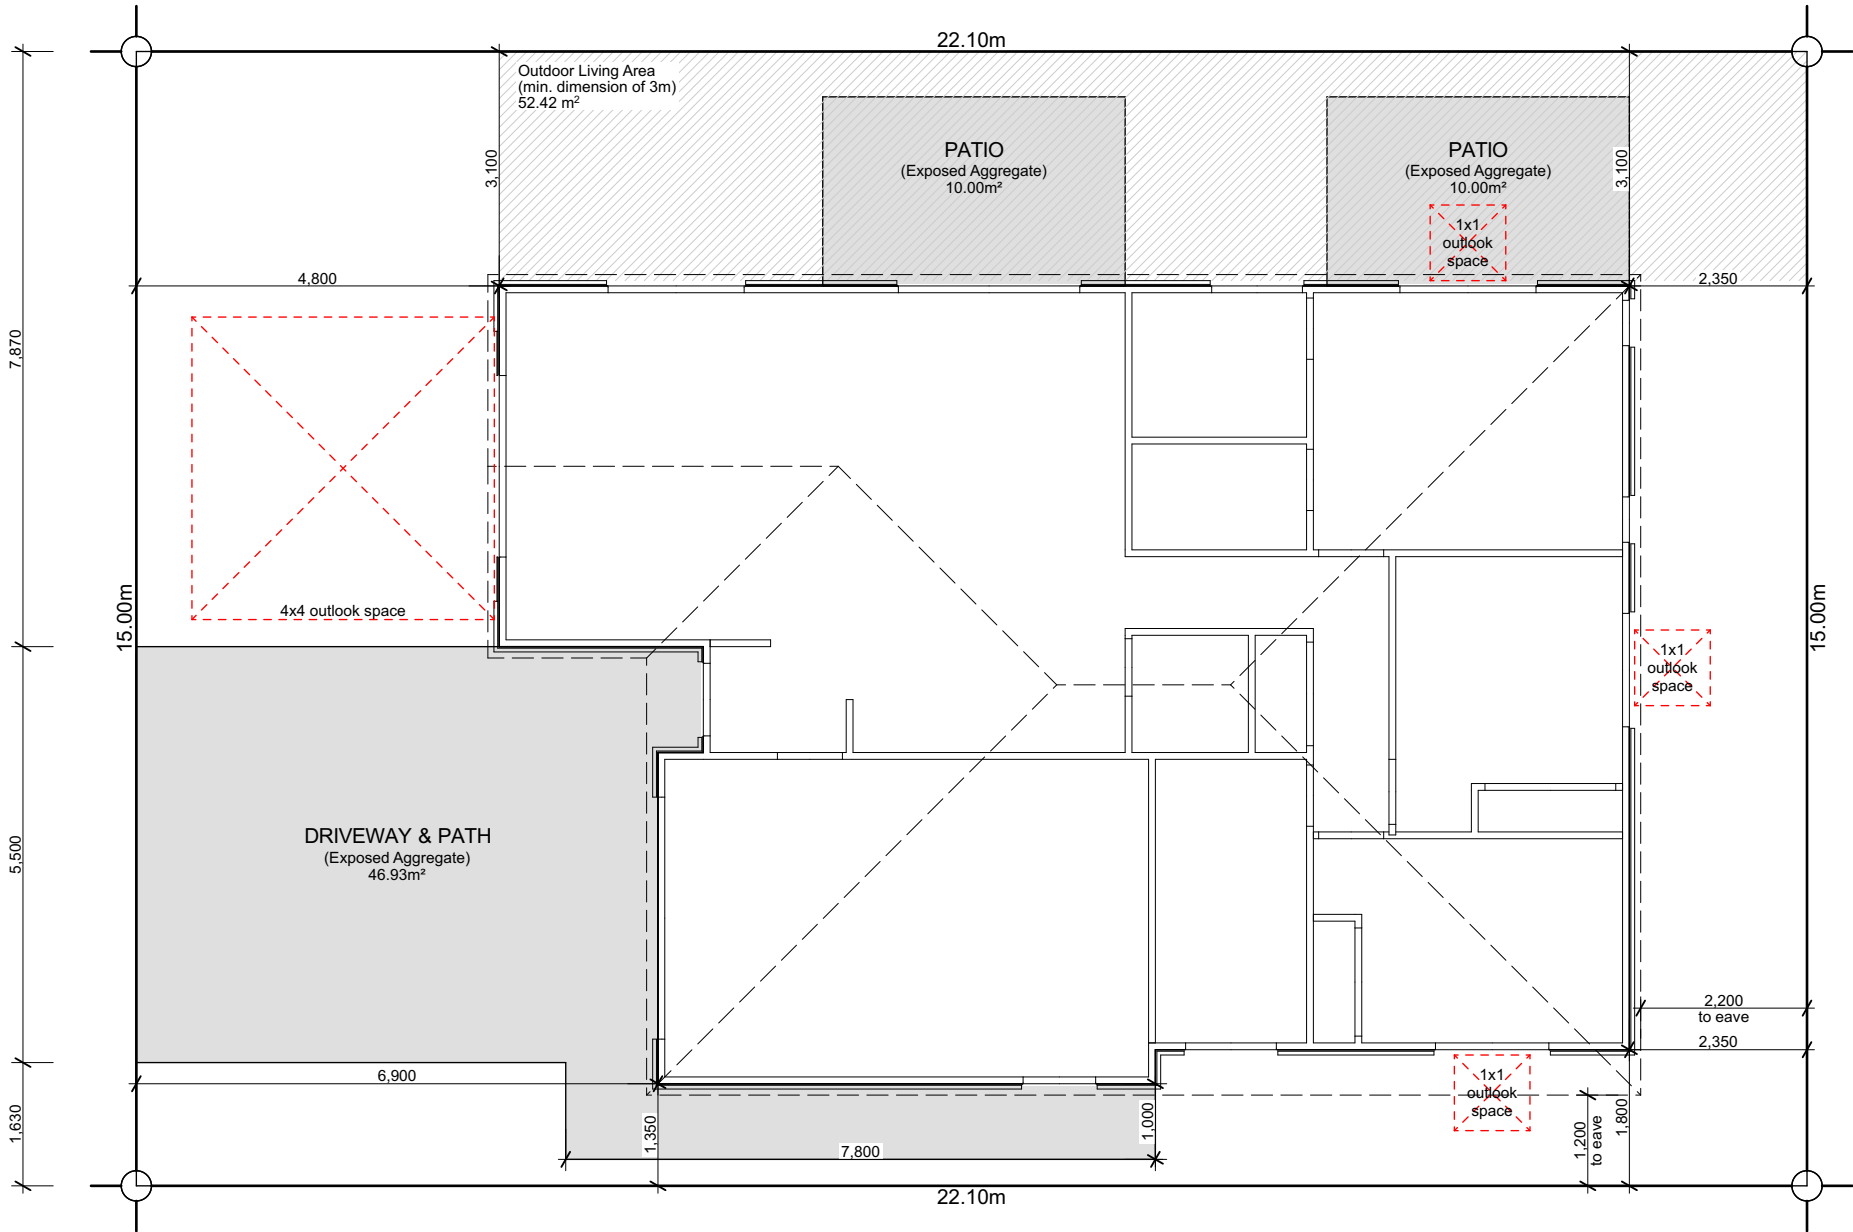 22.10m
Outdoor Living Area
(min. dimension of 3m)
52.42 m²
PATIO
(Exposed Aggregate)
10.00m²
PATIO
(Exposed Aggregate)
10.00m²
3,100
3,100
1x1
outlook
space
4,800
2,350
7,870
4x4 outlook space
15.00m
15.00m
1x1
outlook
space
DRIVEWAY & PATH
(Exposed Aggregate)
46.93m²
5,500
2,200
to eave
2,350
6,900
1x1
outlook
space
1,630
1,350
1,000
7,800
1,200
to eave
1,800
22.10m